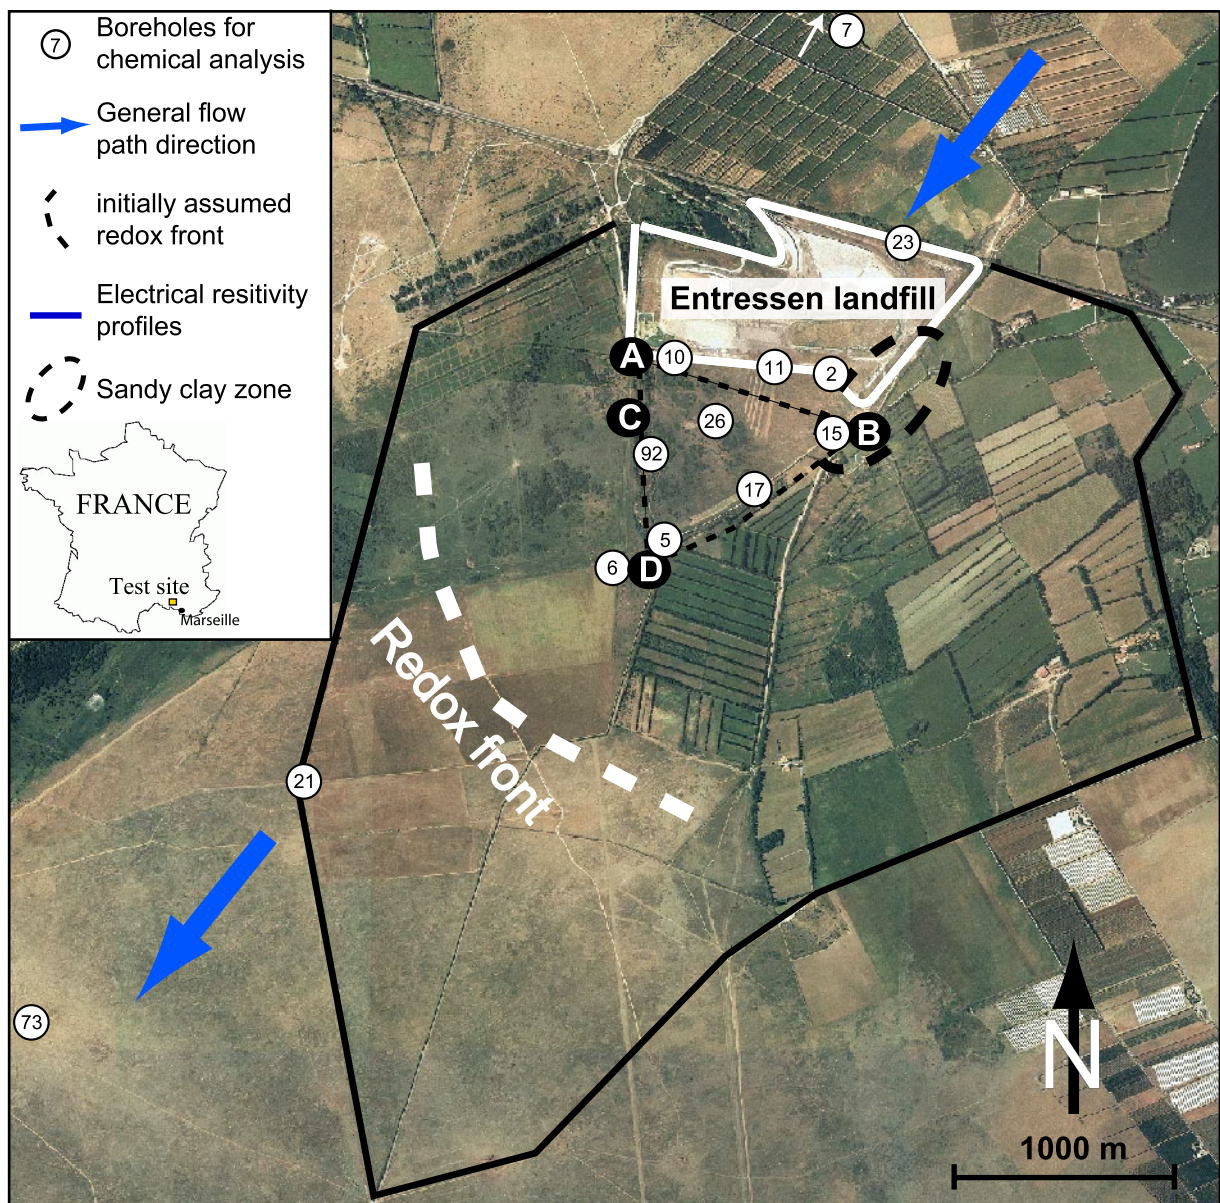 7
Boreholes for
chemical analysis
General flow
path direction
initially assumed
redox front
Electrical resitivity
profiles
Sandy clay zone
FRANCE
Test site
Marseille
7
23
Entressen landfill
A
10
11
2
C
26
15
B
92
17
5
6
D
Redox front
21
73
N
1000 m